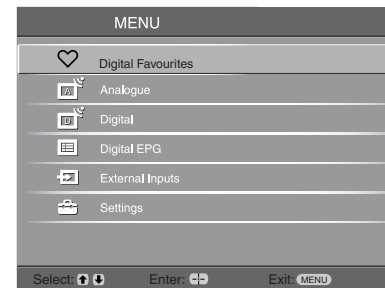 MENU
Digital Favourites
A Analogue
D Digital
Digital EPG
External Inputs
Settings
Select: Enter: Exit: MENU